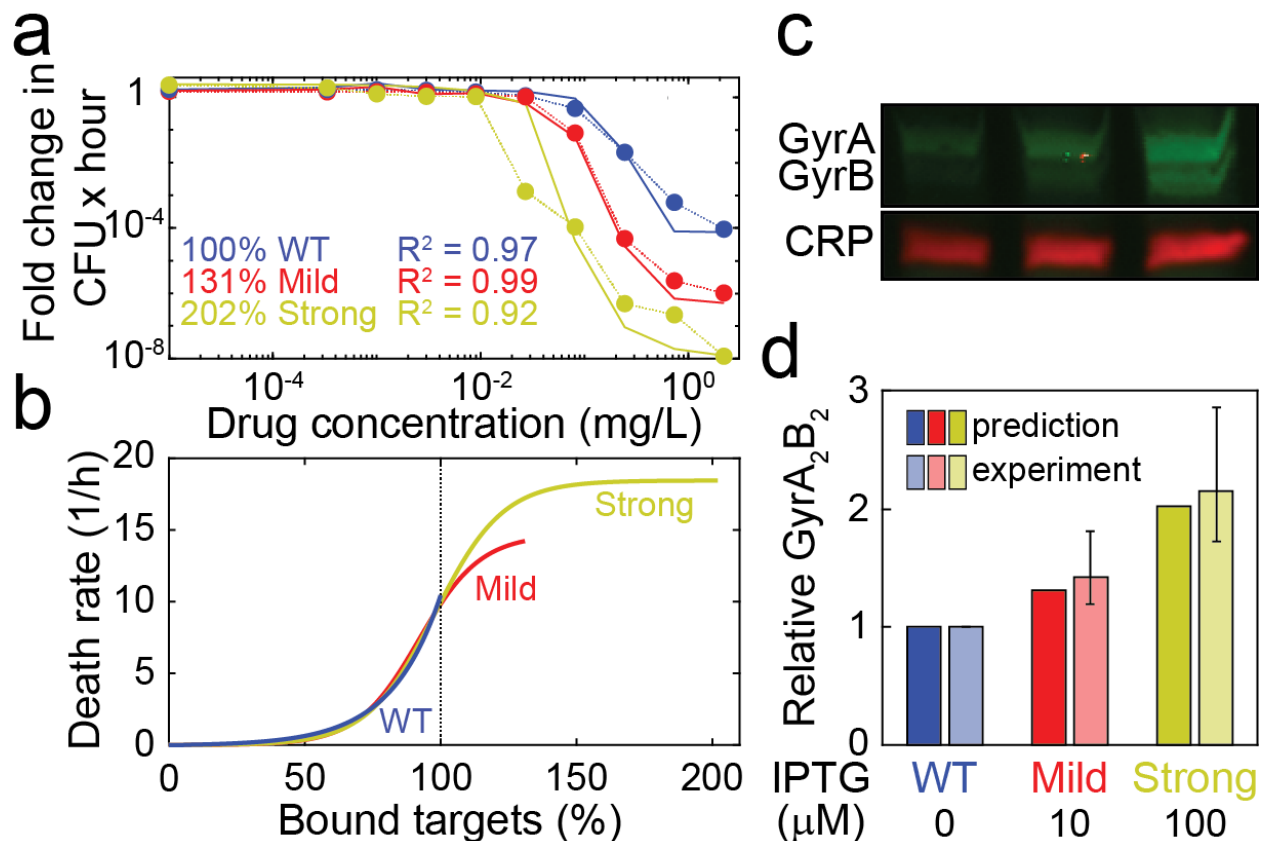 a
Fold change in
CFU x hour
1
10⁻⁴
10⁻⁸
100% WT R² = 0.97
131% Mild R² = 0.99
202% Strong R² = 0.92
10⁻⁴ 10⁻² 10⁰
Drug concentration (mg/L)
b
Death rate (1/h)
20
15
10
5
0
Strong
Mild
WT
0 50 100 150 200
Bound targets (%)
c
GyrA
GyrB
CRP
d
Relative GyrA₂B₂
3
2
1
0
prediction
experiment
IPTG WT Mild Strong
(μM) 0 10 100